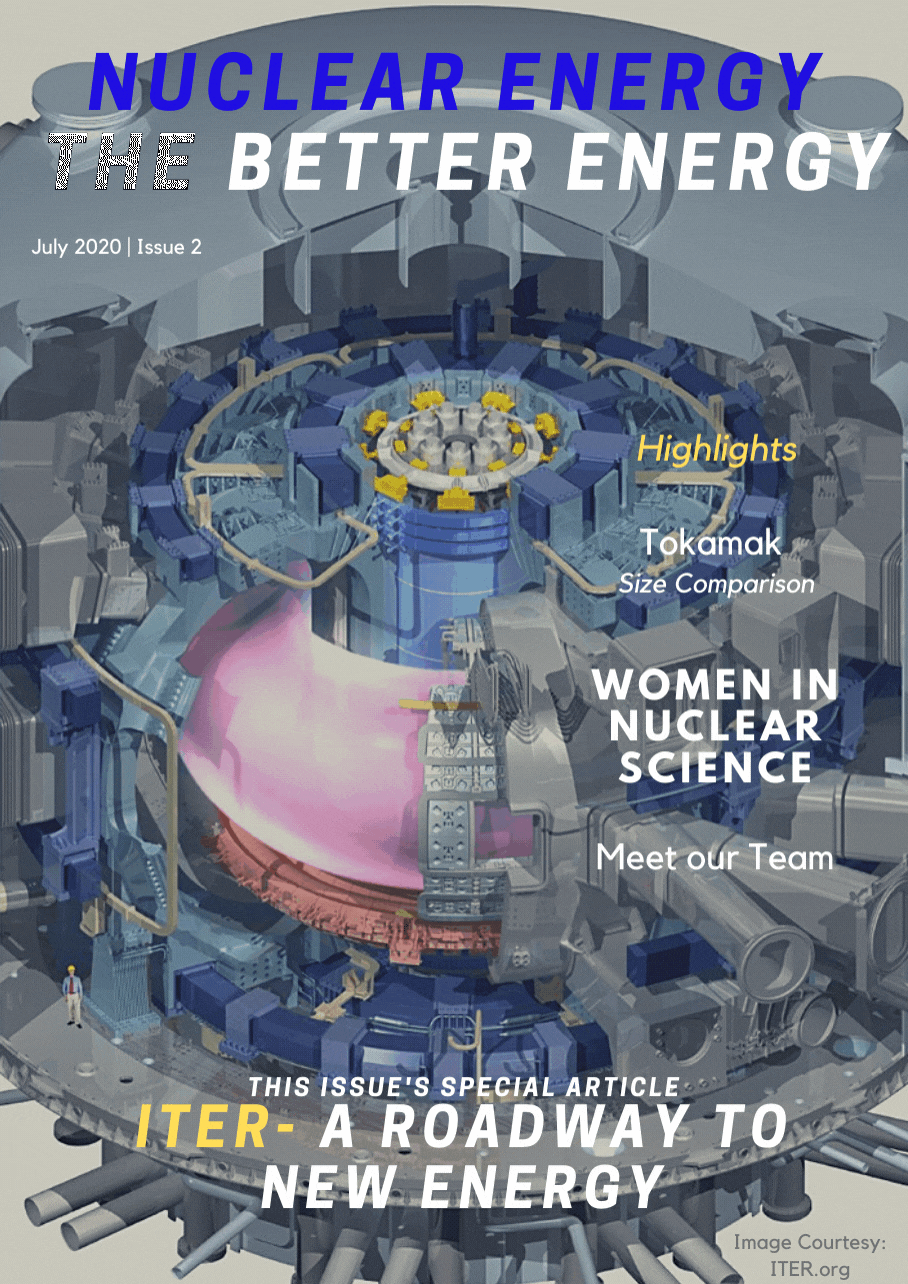 NUCLEAR ENERGY
THE BETTER ENERGY
July 2020 | Issue 2
Highlights
Tokamak
Size Comparison
WOMEN IN
NUCLEAR
SCIENCE
Meet our Team
THIS ISSUE'S SPECIAL ARTICLE
ITER- A ROADWAY TO
NEW ENERGY
Image Courtesy:
ITER.org